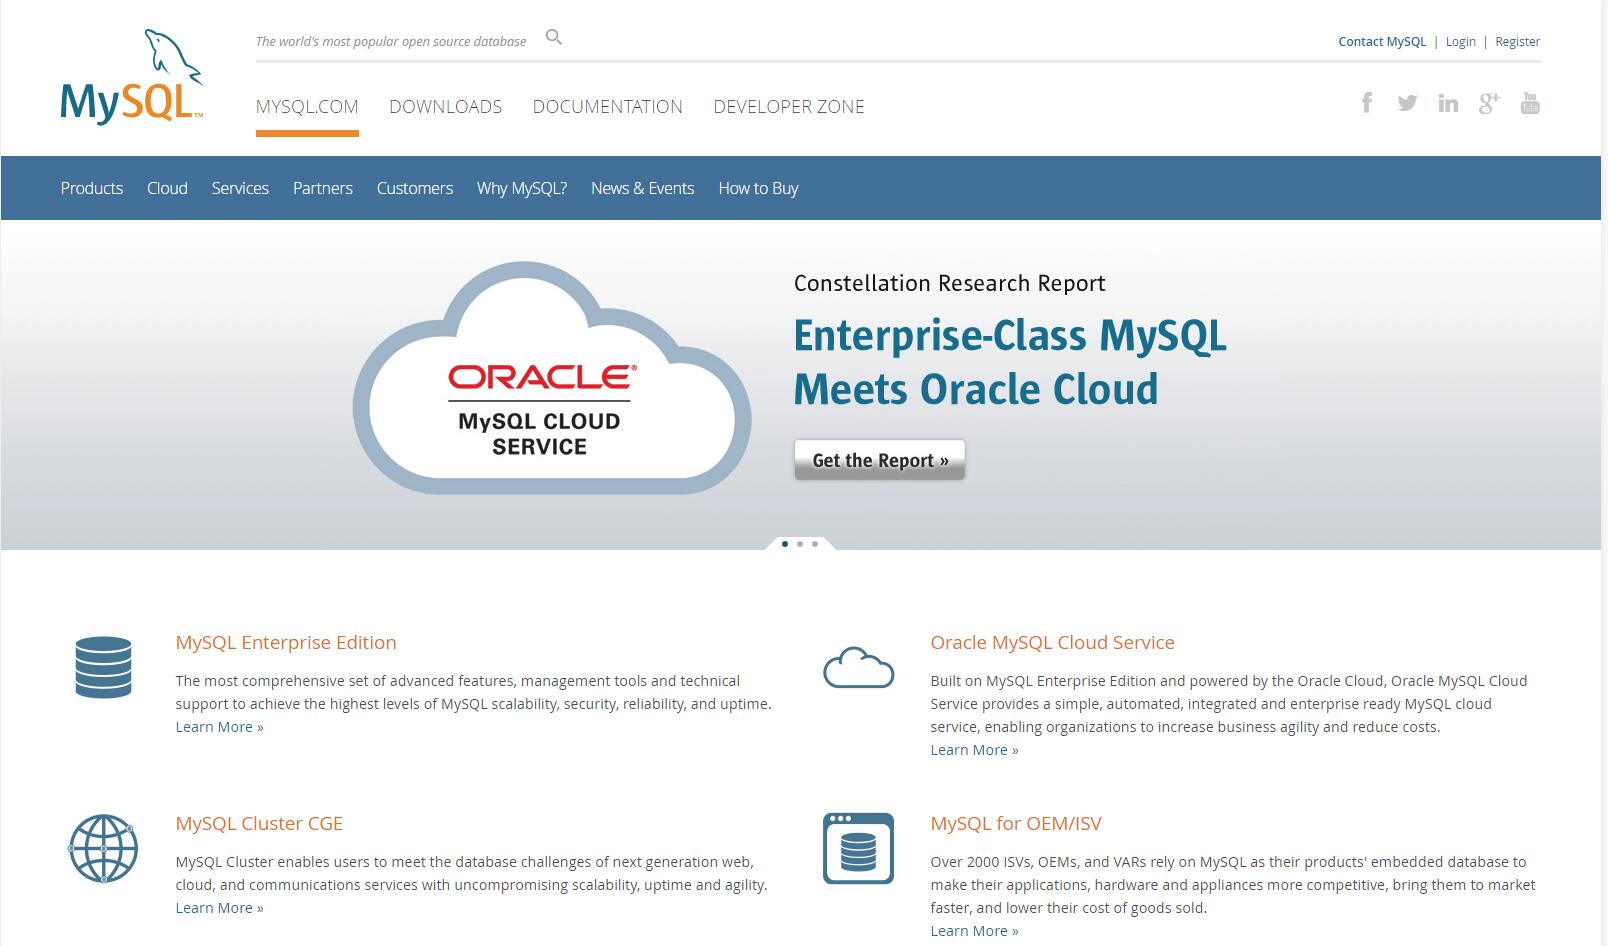 MySQL™
The world's most popular open source database
Contact MySQL | Login | Register
MYSQL.COM DOWNLOADS DOCUMENTATION DEVELOPER ZONE
f in g+ You Tube
Products Cloud Services Partners Customers Why MySQL? News & Events How to Buy
ORACLE®
MySQL CLOUD
SERVICE
Constellation Research Report
Enterprise-Class MySQL
Meets Oracle Cloud
Get the Report »
MySQL Enterprise Edition
The most comprehensive set of advanced features, management tools and technical
support to achieve the highest levels of MySQL scalability, security, reliability, and uptime.
Learn More »
Oracle MySQL Cloud Service
Built on MySQL Enterprise Edition and powered by the Oracle Cloud, Oracle MySQL Cloud
Service provides a simple, automated, integrated and enterprise ready MySQL cloud
service, enabling organizations to increase business agility and reduce costs.
Learn More »
MySQL Cluster CGE
MySQL Cluster enables users to meet the database challenges of next generation web,
cloud, and communications services with uncompromising scalability, uptime and agility.
Learn More »
MySQL for OEM/ISV
Over 2000 ISVs, OEMs, and VARs rely on MySQL as their products' embedded database to
make their applications, hardware and appliances more competitive, bring them to market
faster, and lower their cost of goods sold.
Learn More »